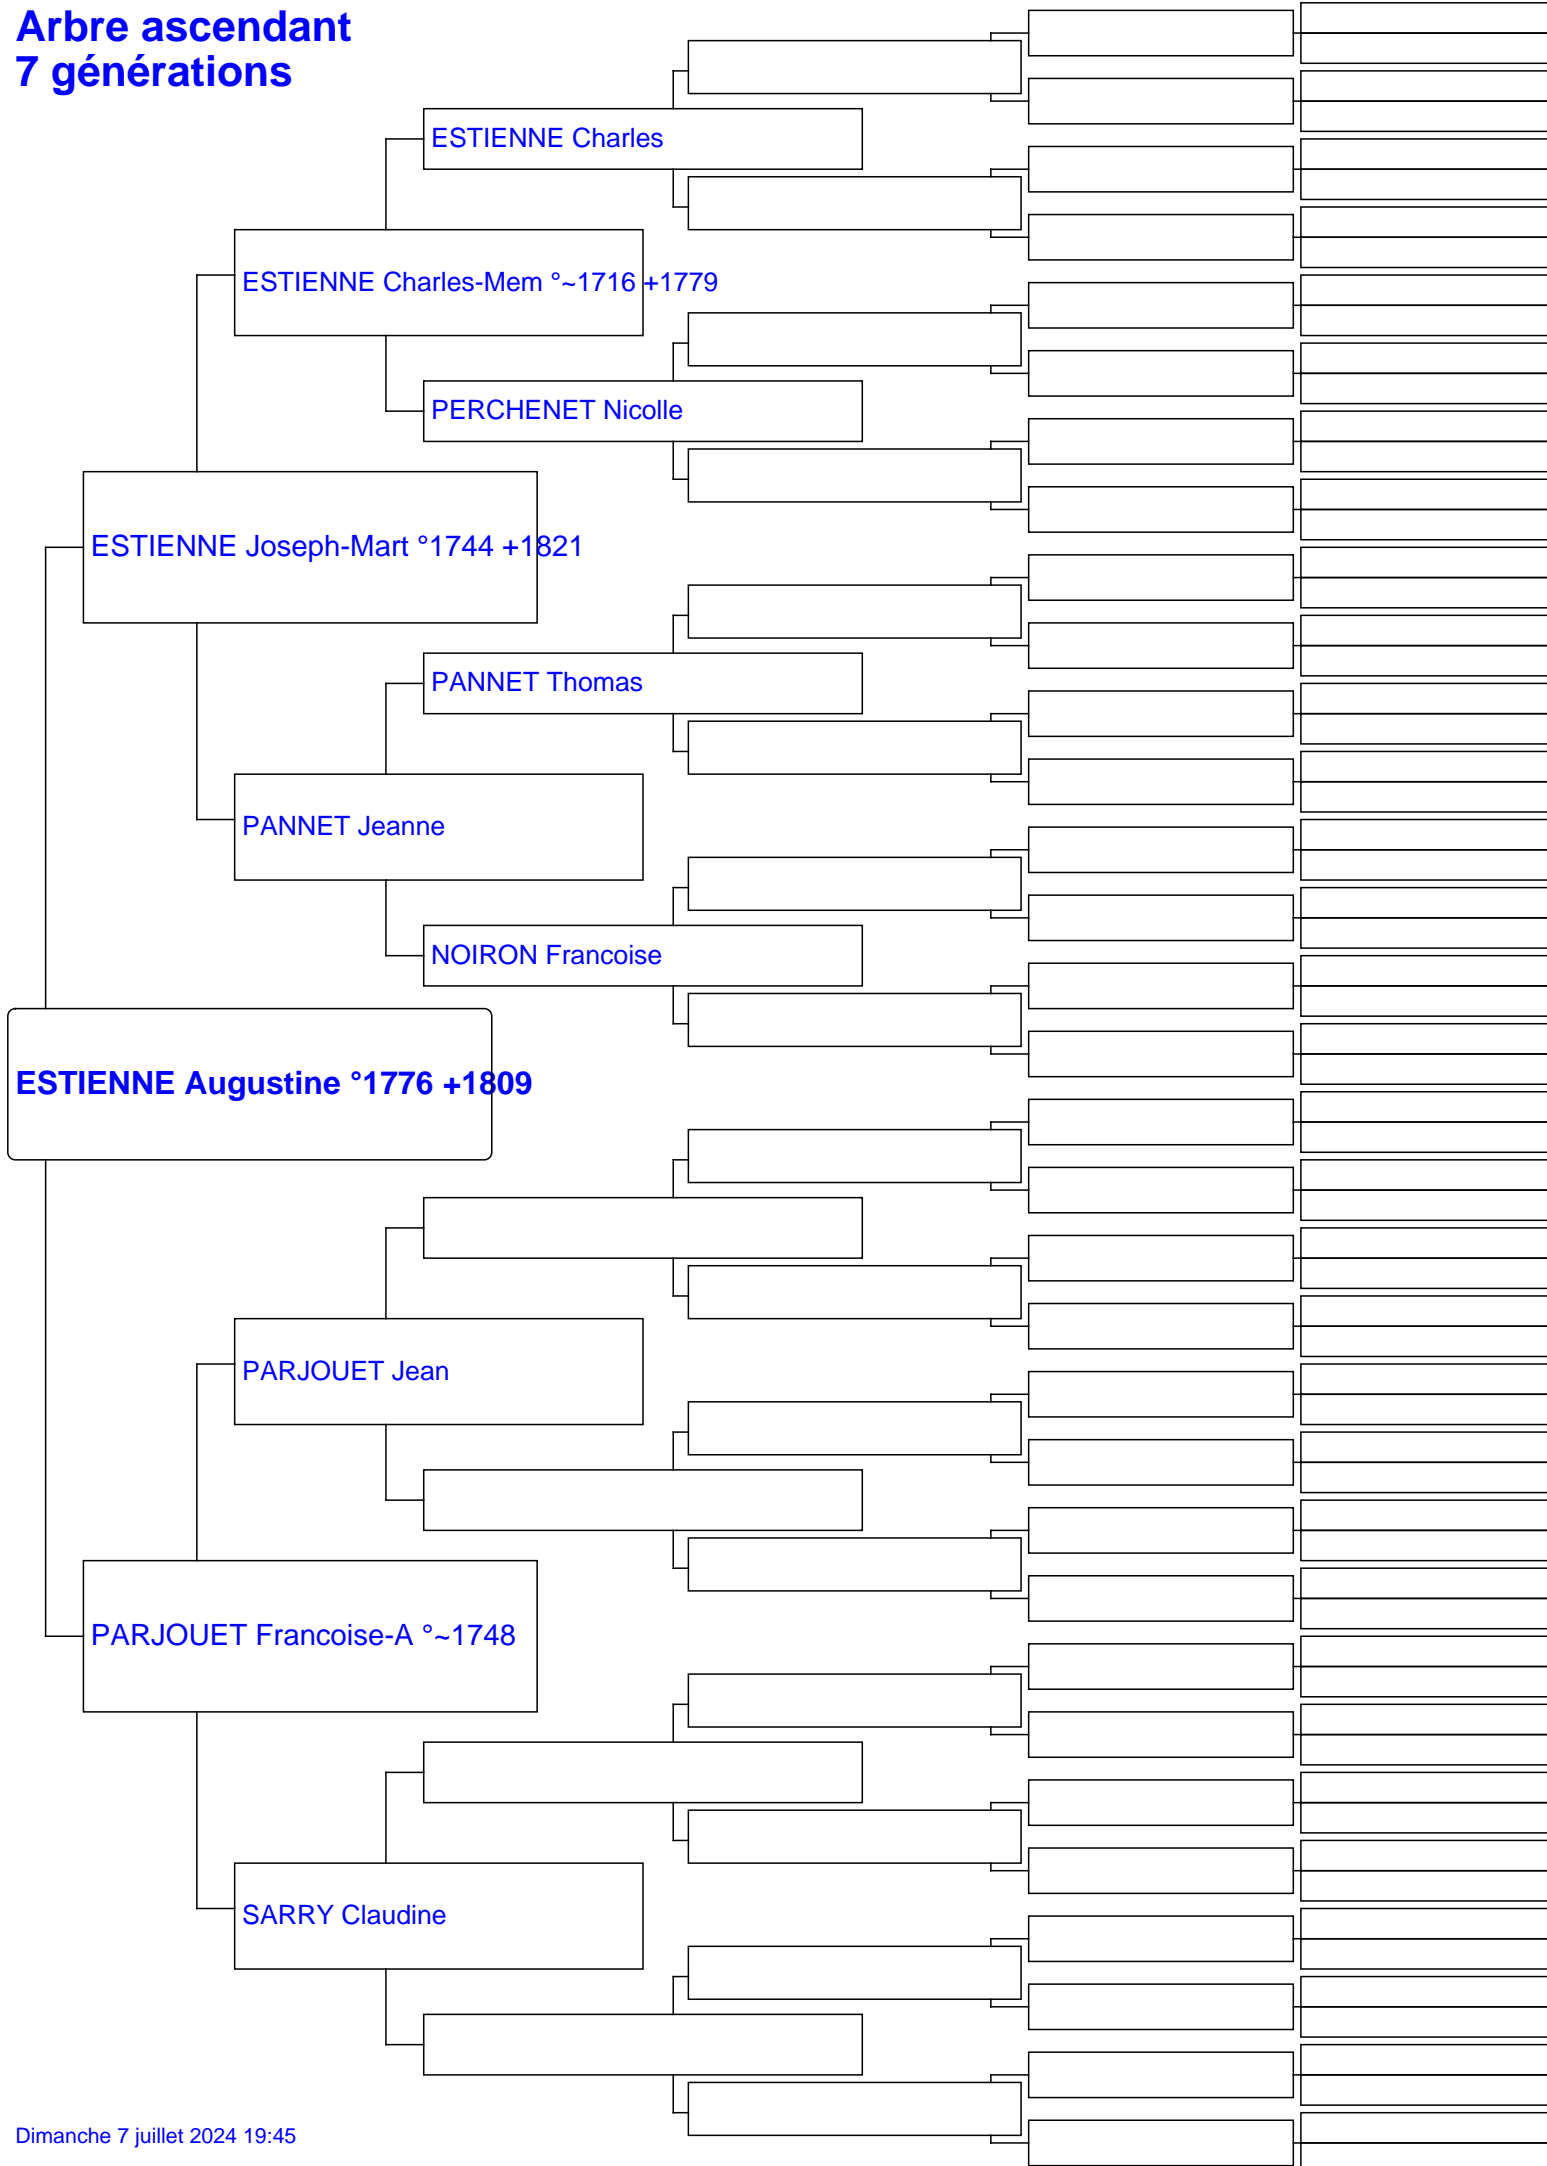 Arbre ascendant
7 générations
ESTIENNE Charles
ESTIENNE Charles-Mem °~1716 +1779
PERCHENET Nicolle
ESTIENNE Joseph-Mart °1744 +1821
PANNET Thomas
PANNET Jeanne
NOIRON Francoise
ESTIENNE Augustine °1776 +1809
PARJOUET Jean
PARJOUET Francoise-A °~1748
SARRY Claudine
Dimanche 7 juillet 2024 19:45